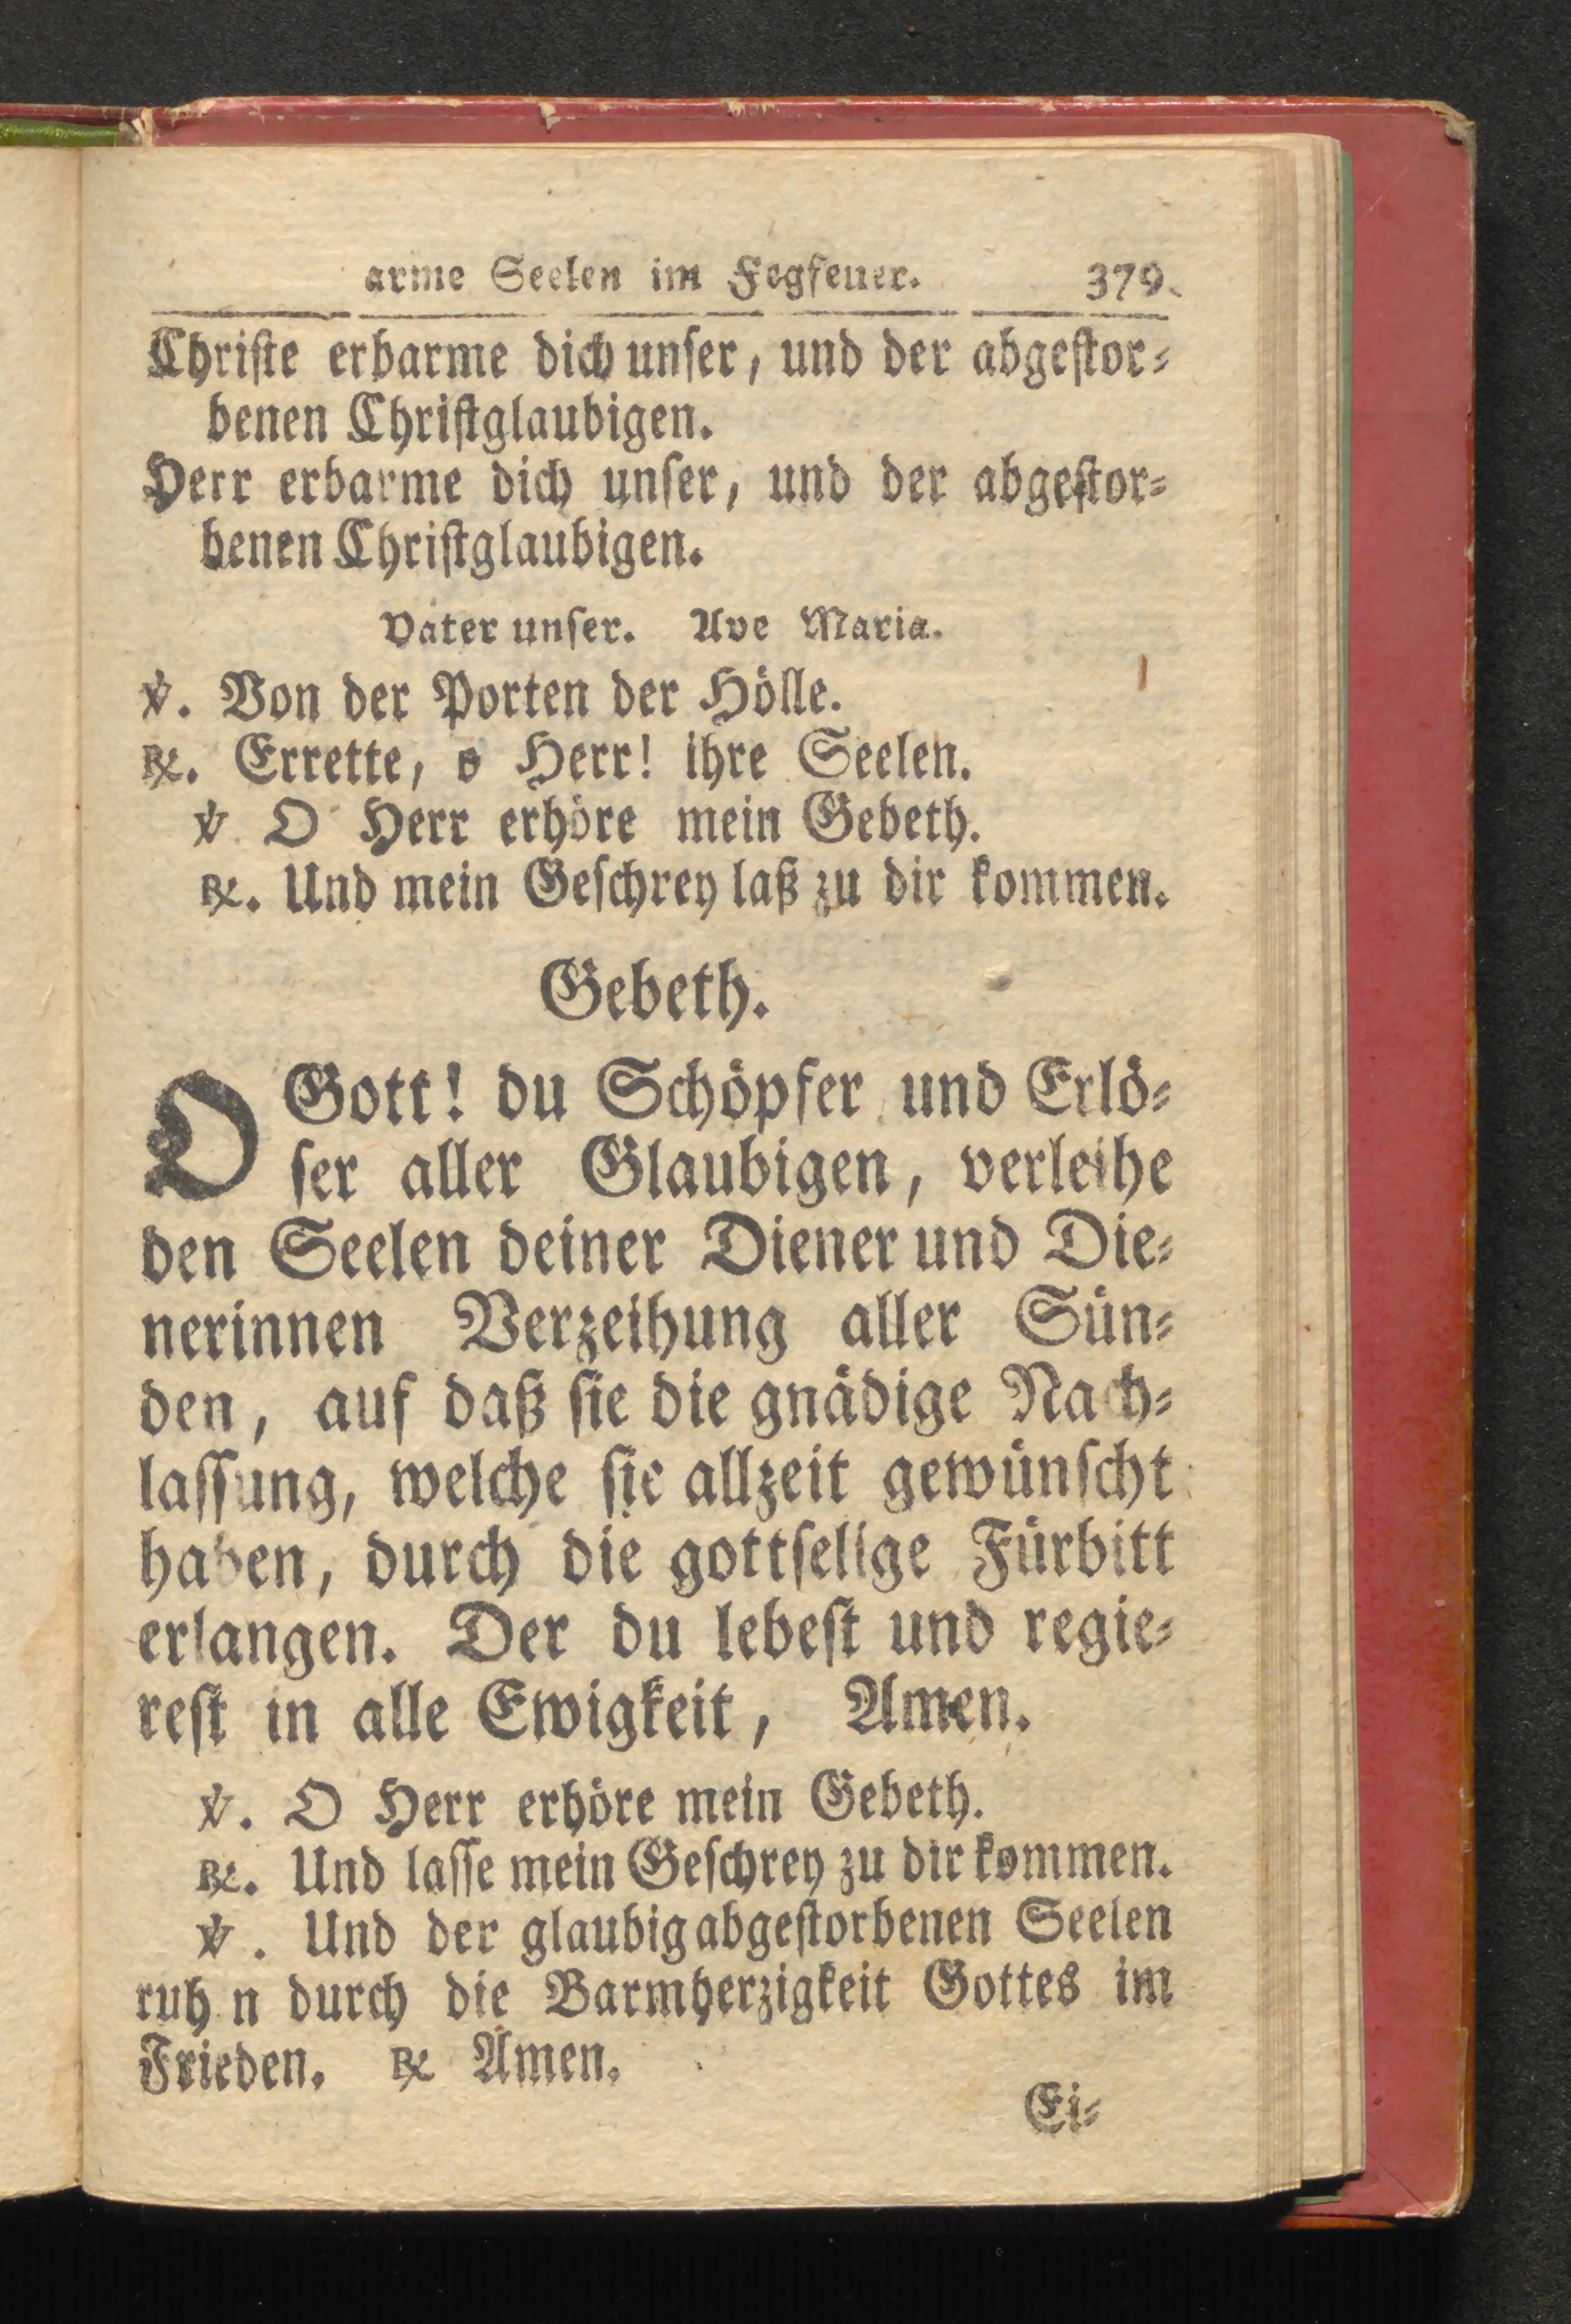 arme Seelen im Fegfeuer. 379.
Chriſte erbarme dich unſer, und der abgeſtor⸗
benen Chriſtglaubigen.
Herr erbarme dich unſer, und der abgeſtor⸗
benen Chriſtglaubigen.
Vater unſer. Ave Maria.
℣. Von der Porten der Hölle.
℟. Errette, o Herr! ihre Seelen.
℣ O Herr erhöre mein Gebeth.
℟. Und mein Geſchrey laß zu dir kommen.
Gebeth.
O Gott! du Schöpfer und Erlö⸗
ſer aller Glaubigen, verleihe
den Seelen deiner Diener und Die⸗
nerinnen Verzeihung aller Sün⸗
den, auf daß ſie die gnädige Nach⸗
laſſung, welche ſie allzeit gewünſcht
haben, durch die gottſelige Fürbitt
erlangen. Der du lebeſt und regie⸗
reſt in alle Ewigkeit, Amen.
℣. O Herr erhöre mein Gebeth.
℟. Und laſſe mein Geſchrey zu dir kommen.
℣. Und der glaubig abgeſtorbenen Seelen
ruh n durch die Barmherzigkeit Gottes im
Frieden. ℟ Amen.
Ei⸗